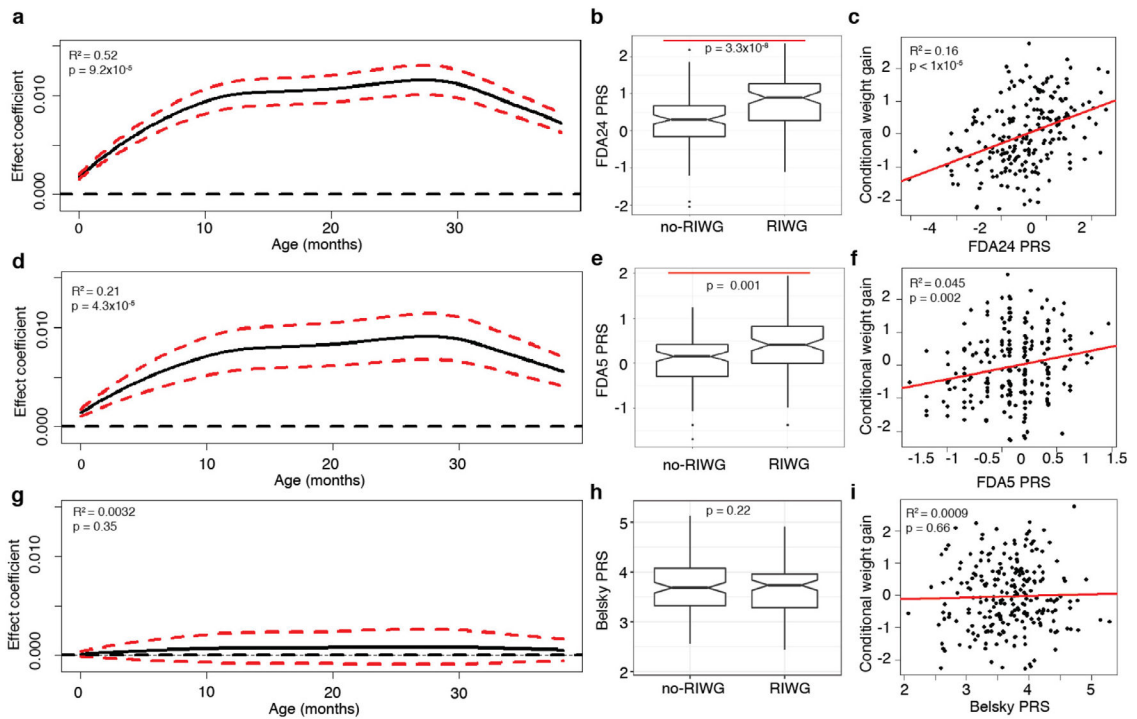 a
R² = 0.52
p = 9.2x10⁻⁵
Effect coefficient
0.000
0.010
0
10
20
30
Age (months)
b
p = 3.3x10⁻⁸
FDA24 PRS
2
1
0
-1
-2
no-RIWG
RIWG
c
R² = 0.16
p < 1x10⁻⁵
Conditional weight gain
2
1
0
-1
-2
-4
-2
0
2
FDA24 PRS
d
R² = 0.21
p = 4.3x10⁻⁵
Effect coefficient
0.000
0.010
0
10
20
30
Age (months)
e
p = 0.001
FDA5 PRS
2
1
0
-1
no-RIWG
RIWG
f
R² = 0.045
p = 0.002
Conditional weight gain
2
1
0
-1
-2
-1.5
-0.5
0
0.5
1.5
FDA5 PRS
g
R² = 0.0032
p = 0.35
Effect coefficient
0.000
0.010
0
10
20
30
Age (months)
h
p = 0.22
Belsky PRS
5
4
3
2
no-RIWG
RIWG
i
R² = 0.0009
p = 0.66
Conditional weight gain
2
1
0
-1
-2
2
3
4
5
Belsky PRS